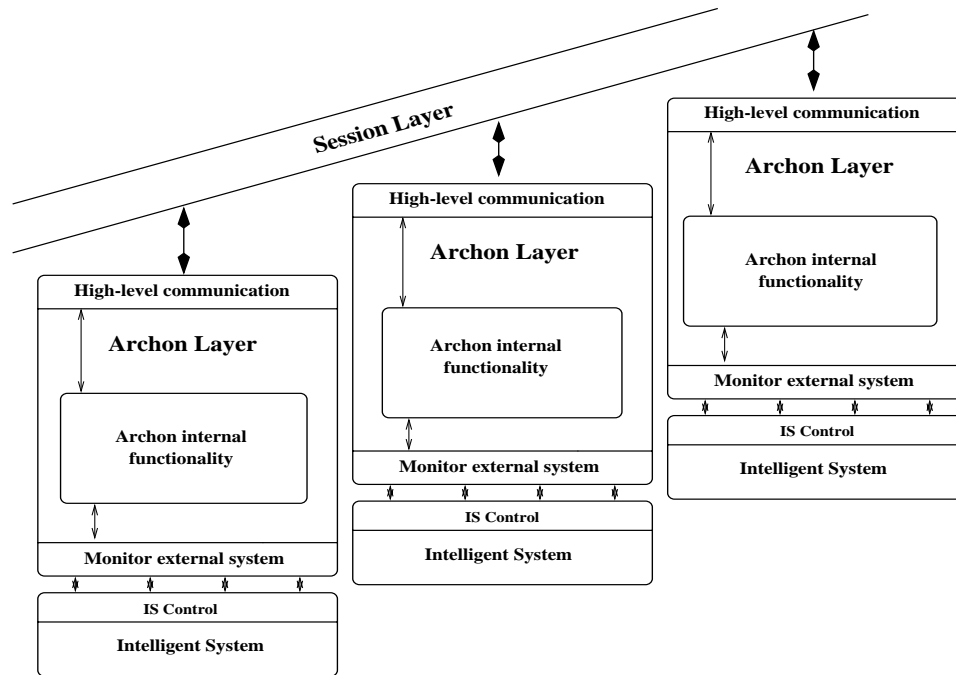 Session Layer
High-level communication
Archon Layer
Archon internal
functionality
Monitor external system
IS Control
Intelligent System
High-level communication
Archon Layer
Archon internal
functionality
Monitor external system
IS Control
Intelligent System
High-level communication
Archon Layer
Archon internal
functionality
Monitor external system
IS Control
Intelligent System